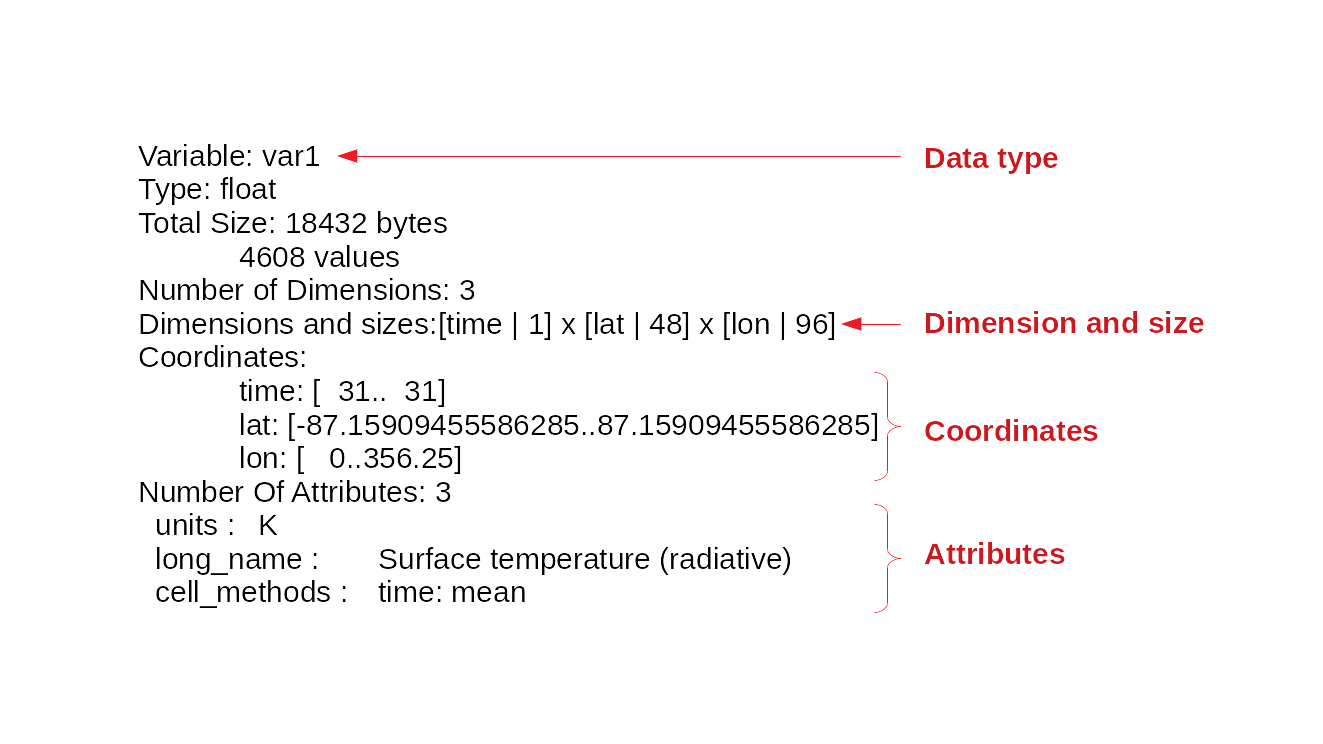 Variable: var1
Data type
Type: float
Total Size: 18432 bytes
4608 values
Number of Dimensions: 3
Dimensions and sizes:[time | 1] x [lat | 48] x [lon | 96]
Dimension and size
Coordinates:
time: [  31..  31]
lat: [-87.15909455586285..87.15909455586285]
lon: [   0..356.25]
Coordinates
Number Of Attributes: 3
units :   K
long_name :       Surface temperature (radiative)
cell_methods :    time: mean
Attributes